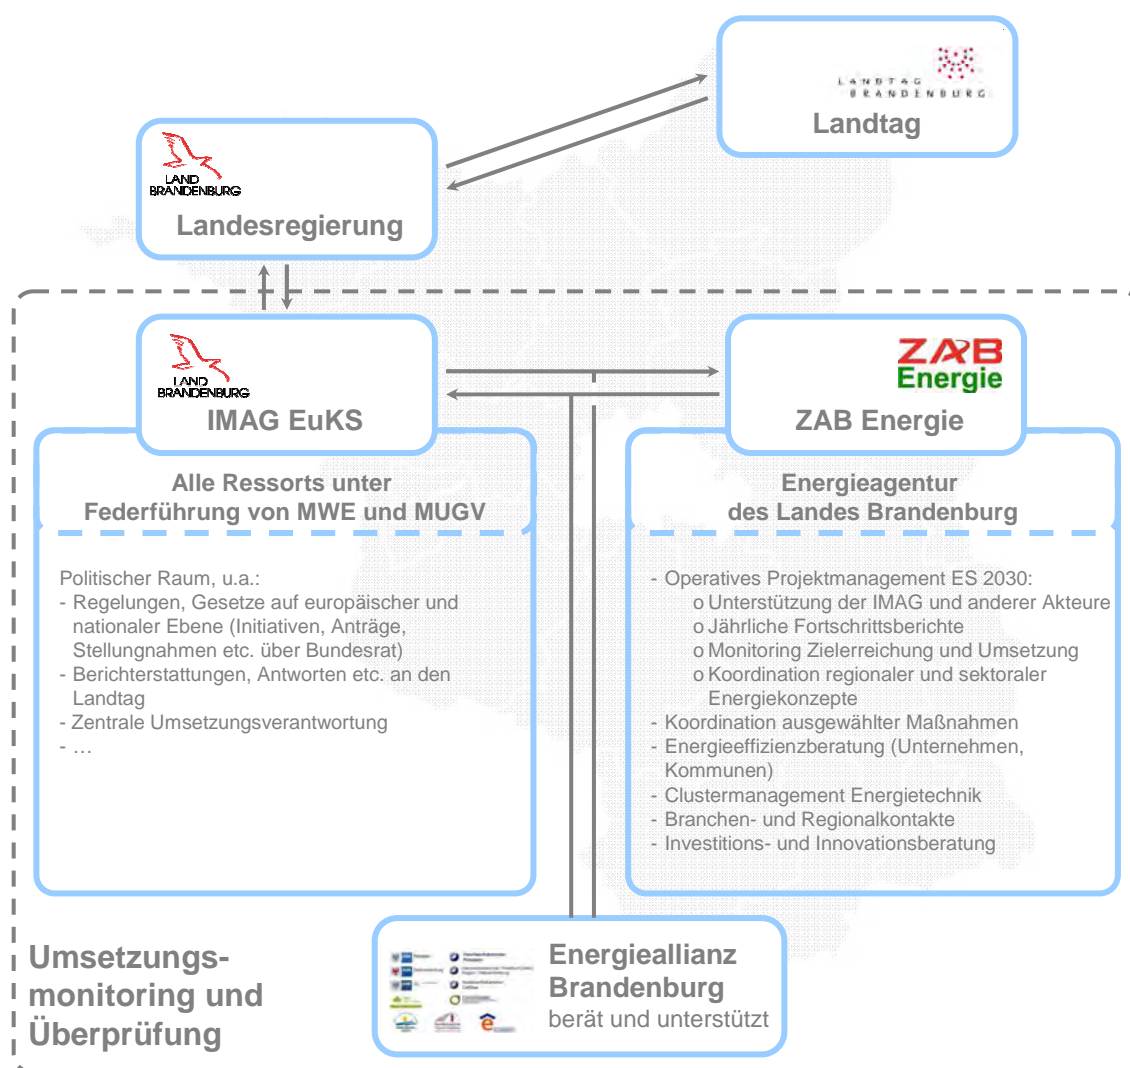 LANDTAG
BRANDENBURG
Landtag
LAND
BRANDENBURG
Landesregierung
LAND
BRANDENBURG
IMAG EuKS
ZAB
Energie
ZAB Energie
Alle Ressorts unter
Federführung von MWE und MUGV
Politischer Raum, u.a.:
- Regelungen, Gesetze auf europäischer und
nationaler Ebene (Initiativen, Anträge,
Stellungnahmen etc. über Bundesrat)
- Berichterstattungen, Antworten etc. an den
Landtag
- Zentrale Umsetzungsverantwortung
- …
Energieagentur
des Landes Brandenburg
- Operatives Projektmanagement ES 2030:
o Unterstützung der IMAG und anderer Akteure
o Jährliche Fortschrittsberichte
o Monitoring Zielerreichung und Umsetzung
o Koordination regionaler und sektoraler
Energiekonzepte
- Koordination ausgewählter Maßnahmen
- Energieeffizienzberatung (Unternehmen,
Kommunen)
- Clustermanagement Energietechnik
- Branchen- und Regionalkontakte
- Investitions- und Innovationsberatung
Umsetzungs-
monitoring und
Überprüfung
Energieallianz
Brandenburg
berät und unterstützt